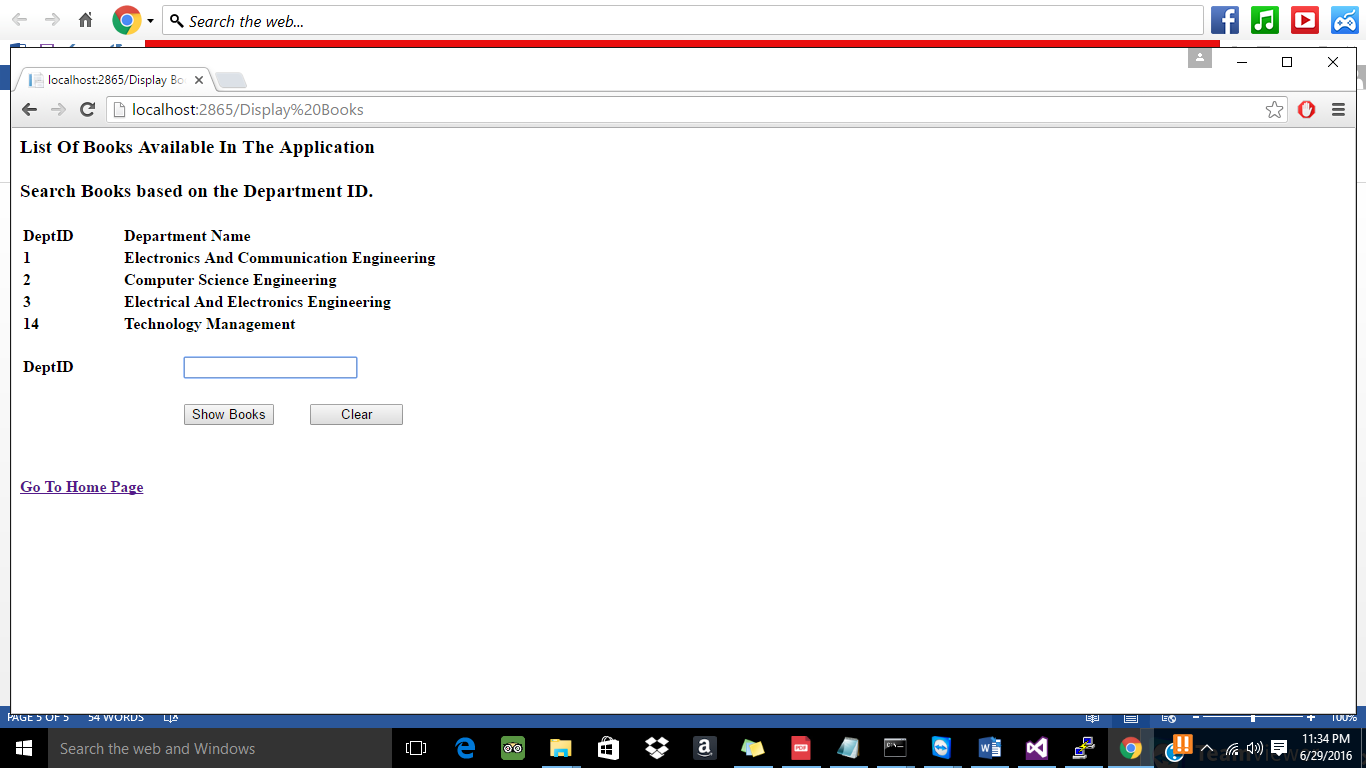 Search the web...
localhost:2865/Display Bo
localhost:2865/Display%20Books
List Of Books Available In The Application
Search Books based on the Department ID.
DeptID Department Name
1 Electronics And Communication Engineering
2 Computer Science Engineering
3 Electrical And Electronics Engineering
14 Technology Management
DeptID
Show Books Clear
Go To Home Page
PAGE 5 OF 5 54 WORDS 100%
Search the web and Windows
11:34 PM
6/29/2016